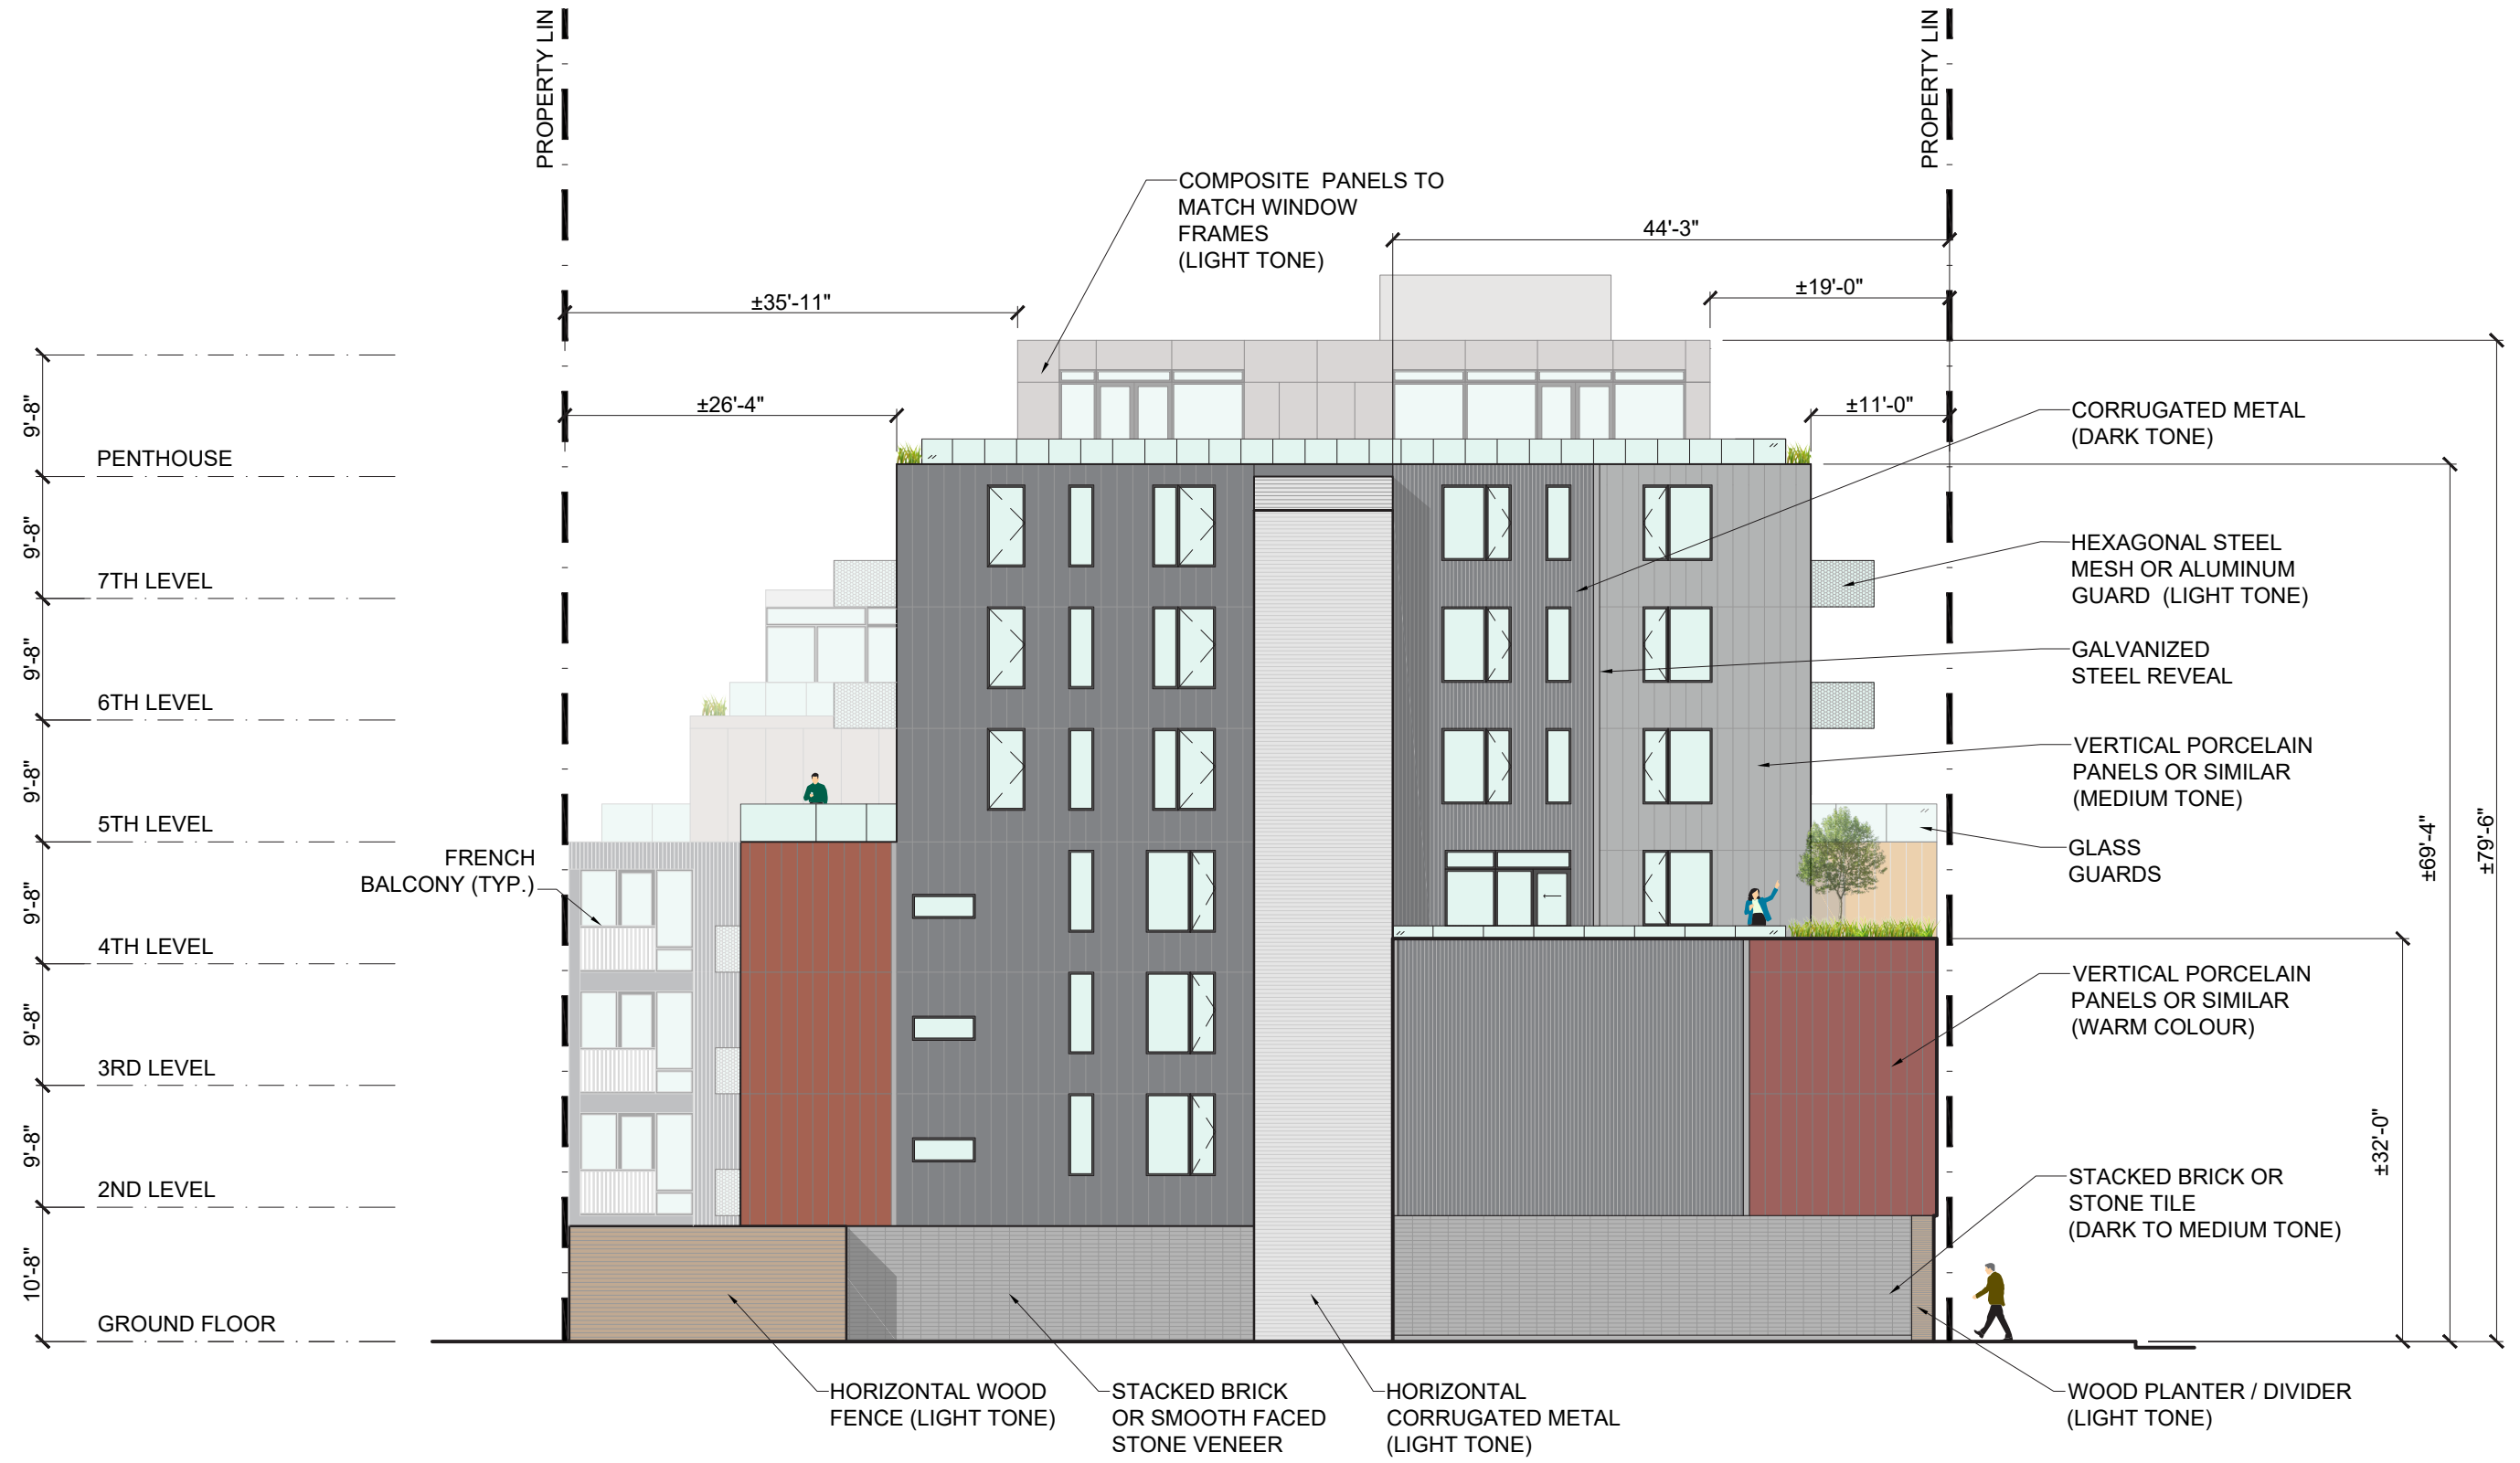 PROPERTY LIN
PROPERTY LIN
COMPOSITE PANELS TO
MATCH WINDOW
FRAMES
(LIGHT TONE)
44'-3"
±35'-11"
±19'-0"
±26'-4"
±11'-0"
9'-8"
PENTHOUSE
9'-8"
7TH LEVEL
9'-8"
6TH LEVEL
9'-8"
5TH LEVEL
9'-8"
4TH LEVEL
9'-8"
3RD LEVEL
9'-8"
2ND LEVEL
10'-8"
GROUND FLOOR
FRENCH
BALCONY (TYP.)
CORRUGATED METAL
(DARK TONE)
HEXAGONAL STEEL
MESH OR ALUMINUM
GUARD (LIGHT TONE)
GALVANIZED
STEEL REVEAL
VERTICAL PORCELAIN
PANELS OR SIMILAR
(MEDIUM TONE)
GLASS
GUARDS
VERTICAL PORCELAIN
PANELS OR SIMILAR
(WARM COLOUR)
STACKED BRICK OR
STONE TILE
(DARK TO MEDIUM TONE)
±32'-0"
±69'-4"
±79'-6"
HORIZONTAL WOOD
FENCE (LIGHT TONE)
STACKED BRICK
OR SMOOTH FACED
STONE VENEER
HORIZONTAL
CORRUGATED METAL
(LIGHT TONE)
WOOD PLANTER / DIVIDER
(LIGHT TONE)